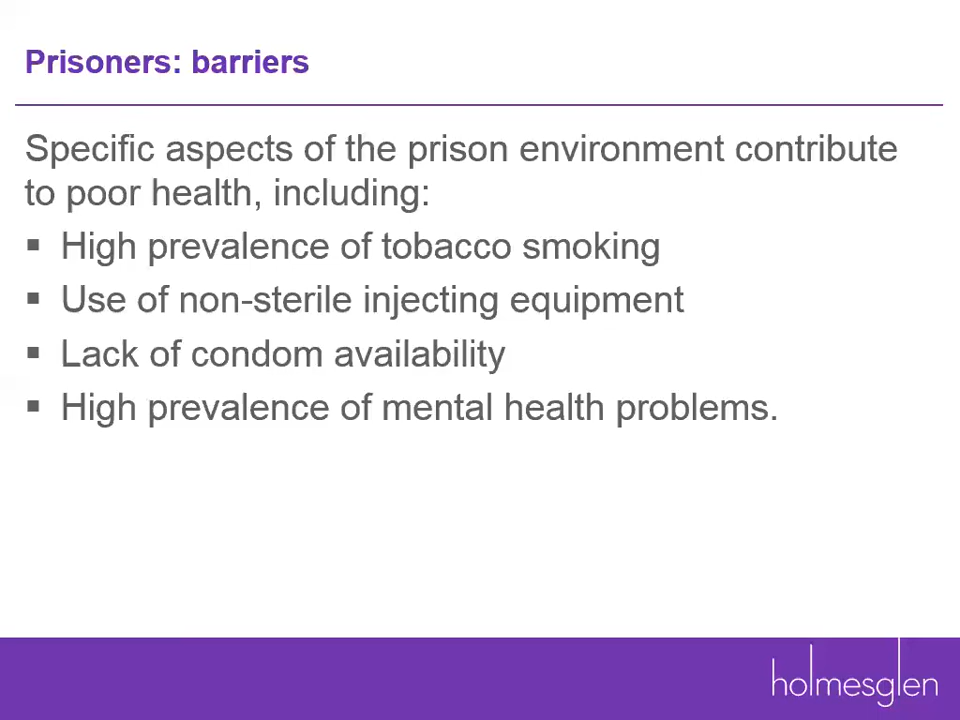 Prisoners: barriers
Specific aspects of the prison environment contribute
to poor health, including:
▪ High prevalence of tobacco smoking
▪ Use of non-sterile injecting equipment
▪ Lack of condom availability
▪ High prevalence of mental health problems.
holmesglen